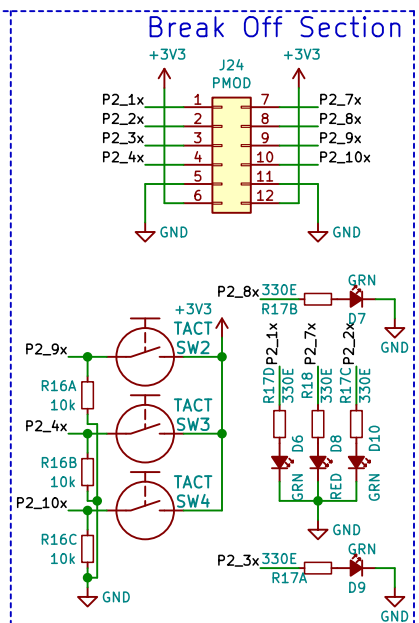 Break Off Section
+3V3
J24
+3V3
PMOD
P2_1x 1 7 P2_7x
P2_2x 2 8 P2_8x
P2_3x 3 9 P2_9x
P2_4x 4 10 P2_10x
5 11
6 12
GND
GND
P2_8x 330E R17B GRN D7
GND
+3V3
P2_9x TACT SW2
R16A 10k
P2_4x TACT SW3
R16B 10k
P2_10x TACT SW4
R16C 10k
GND
P2_1x R17D 330E D6 GRN
P2_7x R18 330E D8 RED
P2_2x R17C 330E D10 GRN
GND
P2_3x 330E R17A GRN D9
GND